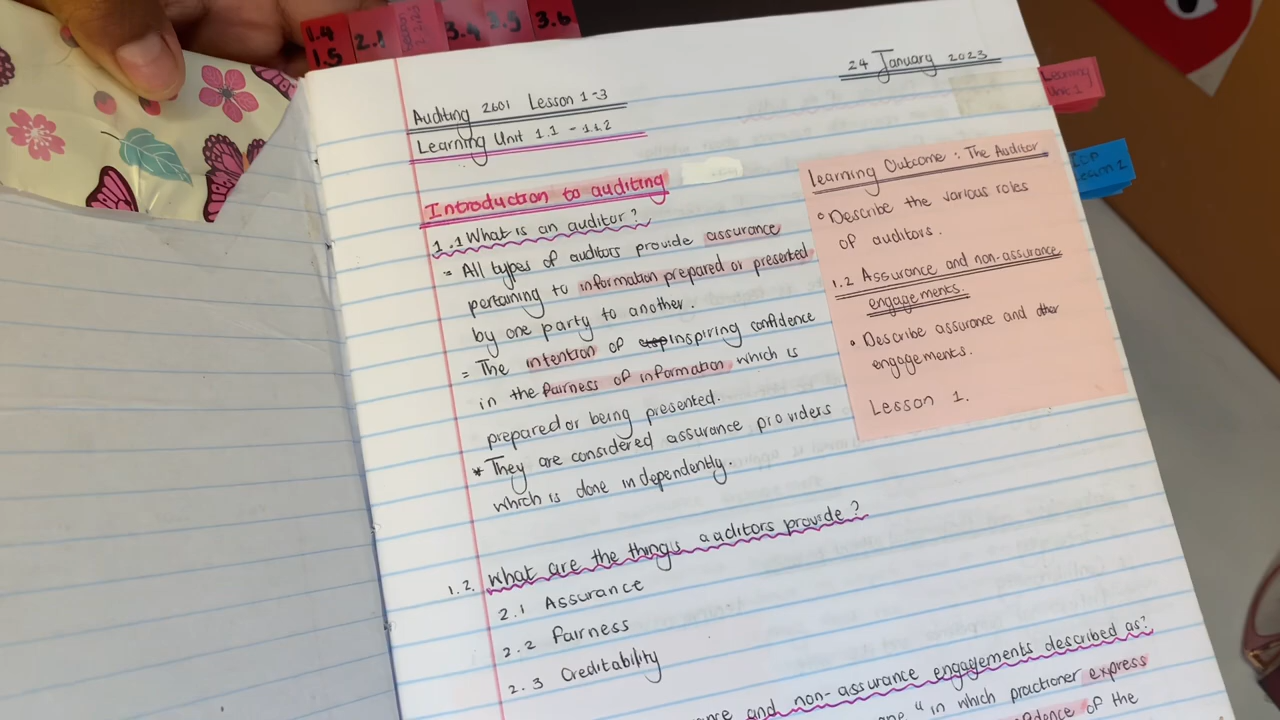 1.4
1.5
2.1
3.4
3.5
3.6
24 January 2023
Auditing 2601 Lesson 1-3
Learning Unit 1.1 - 1.1.2
Introduction to auditing
1.1 What is an auditor?
= All types of auditors provide assurance
pertaining to information prepared or presented
by one party to another.
= The intention of inspiring confidence
in the fairness of information which is
prepared or being presented.
* They are considered assurance providers
which is done independently.
1.2. What are the things auditors provide?
2.1 Assurance
2.2 Fairness
2.3 Creditability
and non-assurance engagements described as?
" in which practitioner express
of the
Learning Outcome : The Auditor
° Describe the various roles
of auditors.
1.2 Assurance and non-assurance
engagements.
• Describe assurance and other
engagements.
Lesson 1.
Learning
Unit 1